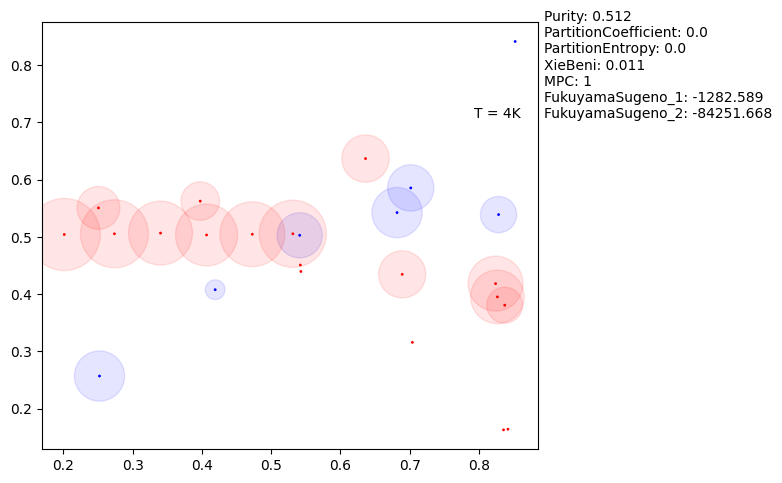 Purity: 0.512
PartitionCoefficient: 0.0
PartitionEntropy: 0.0
XieBeni: 0.011
MPC: 1
FukuyamaSugeno_1: -1282.589
FukuyamaSugeno_2: -84251.668
T = 4K
0.8
0.7
0.6
0.5
0.4
0.3
0.2
0.2 0.3 0.4 0.5 0.6 0.7 0.8